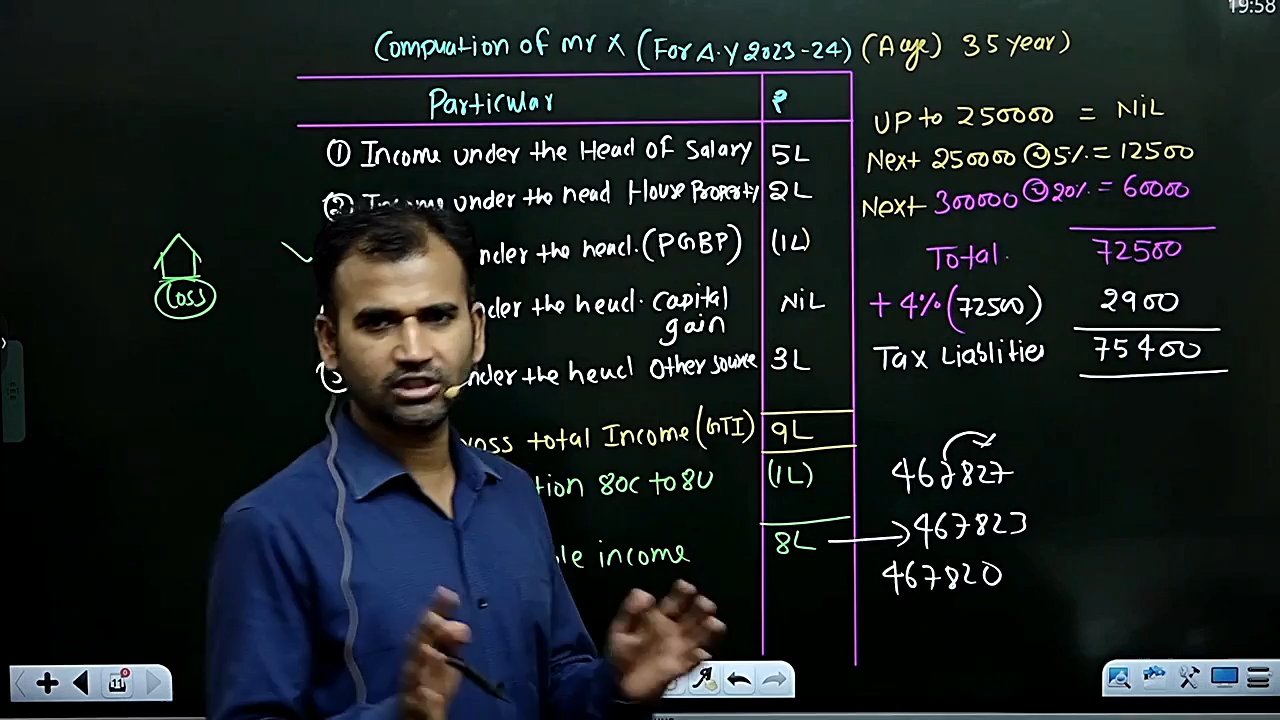 19:58
Compuation of mr X (For A.Y 2023-24) (Age) 35 year)
Particular ₹
① Income under the Head of Salary 5L
② Income under the head House Property 2L
nder the head. (PGBP) (1L)
nder the head. capital gain NiL
nder the head Other source 3L
oss total Income (GTI) 9L
tion 80C to 80U (1L)
le income 8L
Loss
UP to 250000 = NiL
Next 250000 @ 5% = 12500
Next 300000 @ 20% = 60000
Total. 72500
+ 4% (72500) 2900
Tax Liablities 75400
467827
467823
467820
11